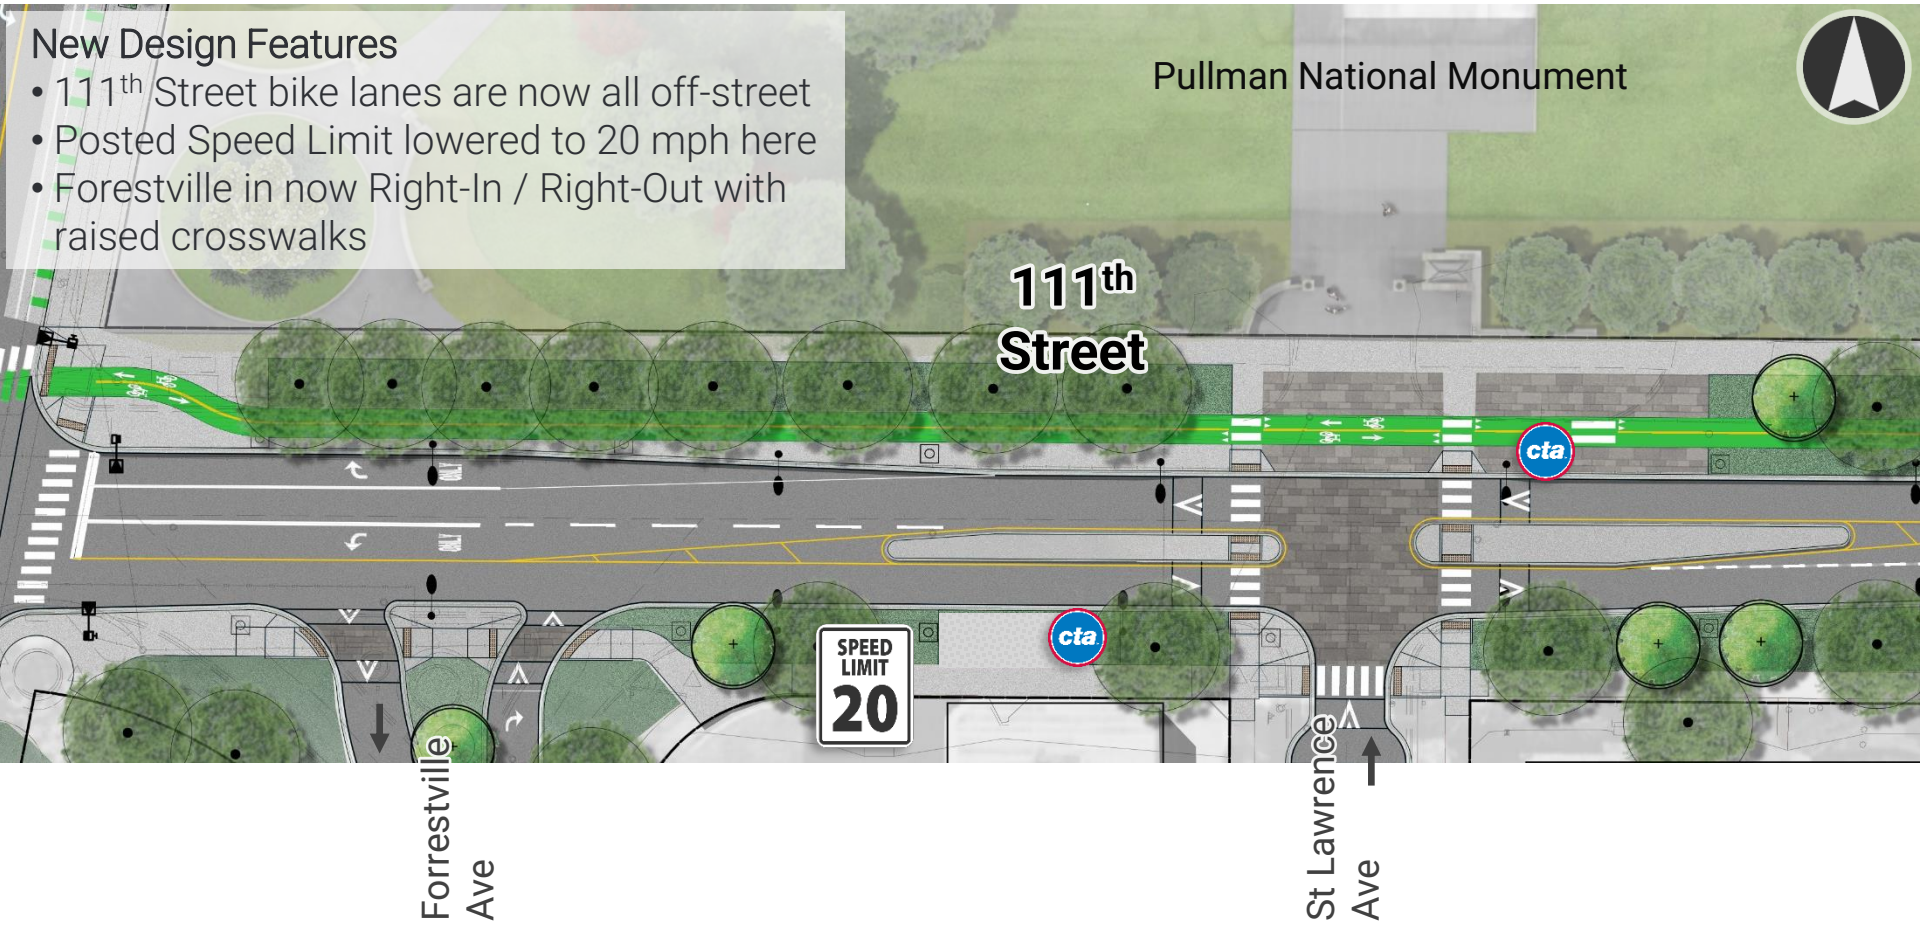 New Design Features
• 111th Street bike lanes are now all off-street
• Posted Speed Limit lowered to 20 mph here
• Forestville in now Right-In / Right-Out with
raised crosswalks
Pullman National Monument
111th
Street
ONLY
ONLY
cta
cta
SPEED
LIMIT
20
Forrestville
Ave
St Lawrence
Ave